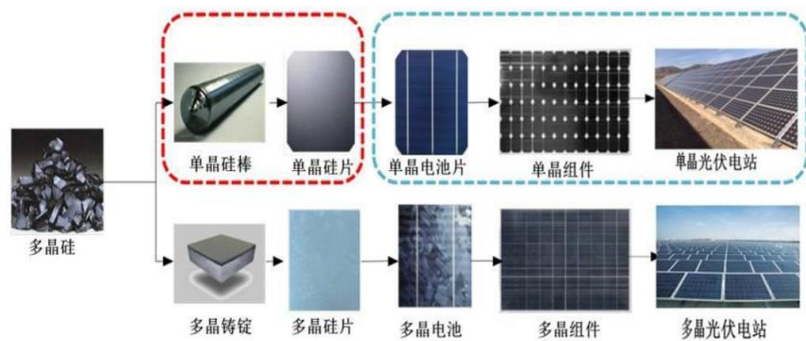 单晶硅棒
单晶硅片
单晶电池片
单晶组件
单晶光伏电站
多晶硅
多晶铸锭
多晶硅片
多晶电池
多晶组件
多晶光伏电站